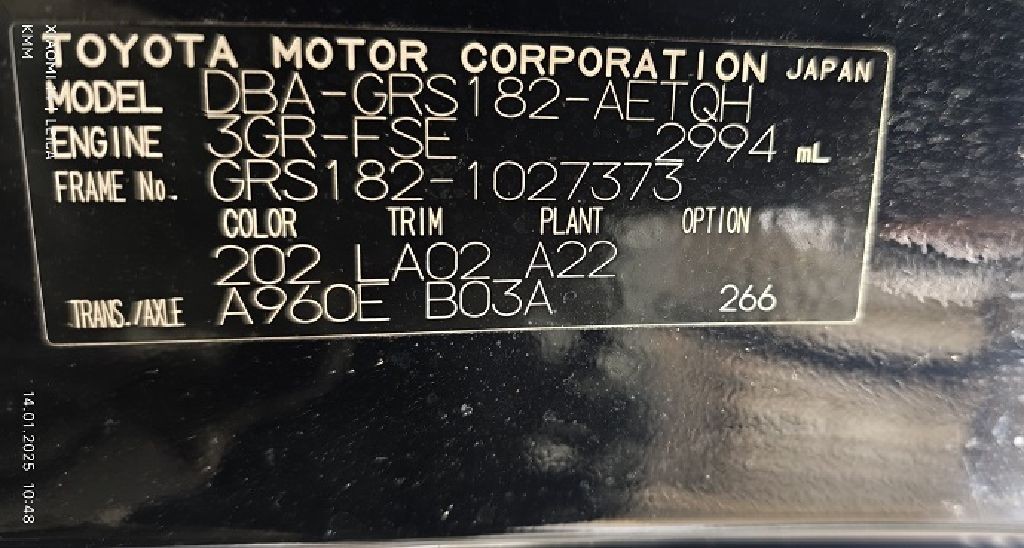 TOYOTA MOTOR CORPORATION JAPAN
MODEL DBA-GRS182-AETQH
ENGINE 3GR-FSE 2994 mL
FRAME No. GRS182-1027373
COLOR TRIM PLANT OPTION
202 LA02 A22
TRANS./AXLE A960E B03A 266
KMM
14.01.2025 10:48